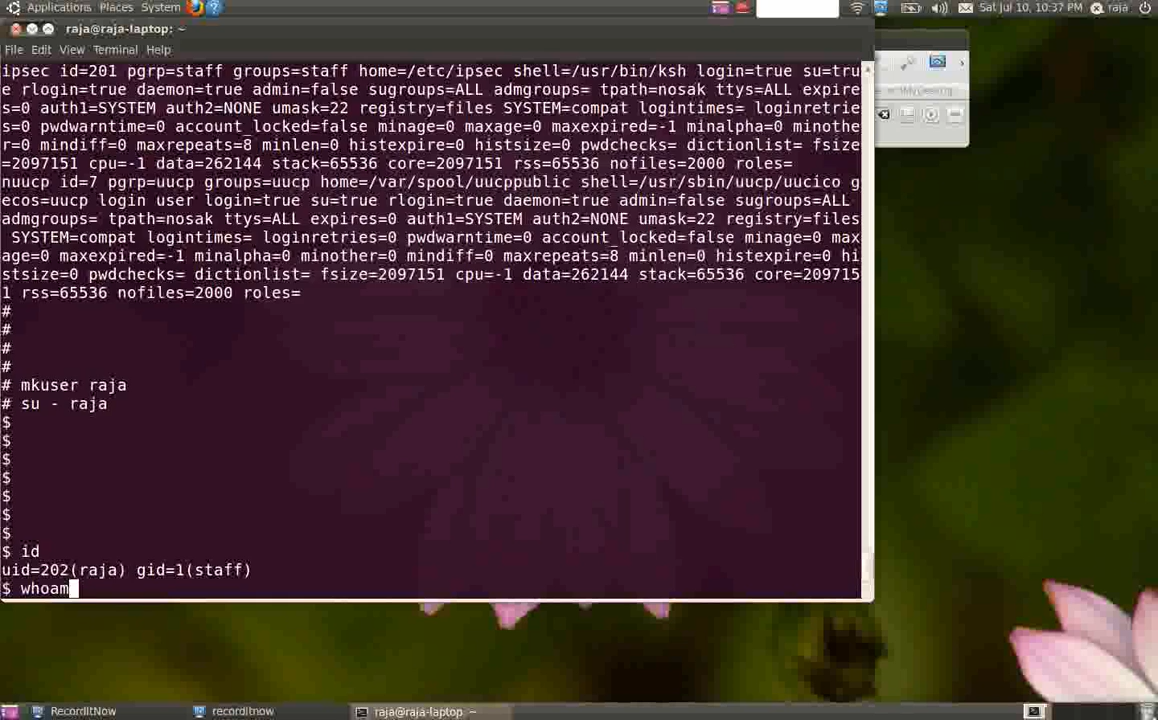 Applications Places System
Sat Jul 10, 10:37 PM raja
raja@raja-laptop: ~
File Edit View Terminal Help
ipsec id=201 pgrp=staff groups=staff home=/etc/ipsec shell=/usr/bin/ksh login=true su=tru
e rlogin=true daemon=true admin=false sugroups=ALL admgroups= tpath=nosak ttys=ALL expire
s=0 auth1=SYSTEM auth2=NONE umask=22 registry=files SYSTEM=compat logintimes= loginretrie
s=0 pwdwarntime=0 account_locked=false minage=0 maxage=0 maxexpired=-1 minalpha=0 minothe
r=0 mindiff=0 maxrepeats=8 minlen=0 histexpire=0 histsize=0 pwdchecks= dictionlist= fsize
=2097151 cpu=-1 data=262144 stack=65536 core=2097151 rss=65536 nofiles=2000 roles=
nuucp id=7 pgrp=uucp groups=uucp home=/var/spool/uucppublic shell=/usr/sbin/uucp/uucico g
ecos=uucp login user login=true su=true rlogin=true daemon=true admin=false sugroups=ALL
admgroups= tpath=nosak ttys=ALL expires=0 auth1=SYSTEM auth2=NONE umask=22 registry=files
SYSTEM=compat logintimes= loginretries=0 pwdwarntime=0 account_locked=false minage=0 max
age=0 maxexpired=-1 minalpha=0 minother=0 mindiff=0 maxrepeats=8 minlen=0 histexpire=0 hi
stsize=0 pwdchecks= dictionlist= fsize=2097151 cpu=-1 data=262144 stack=65536 core=209715
1 rss=65536 nofiles=2000 roles=
#
#
#
#
# mkuser raja
# su - raja
$
$
$
$
$
$
$
$ id
uid=202(raja) gid=1(staff)
$ whoam
RecordItNow
recorditnow
raja@raja-laptop: ~